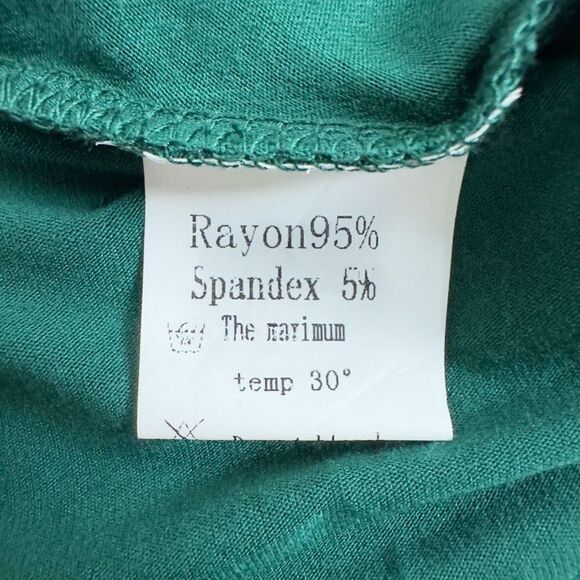 Rayon95%
Spandex 5%
The maximum
temp 30°